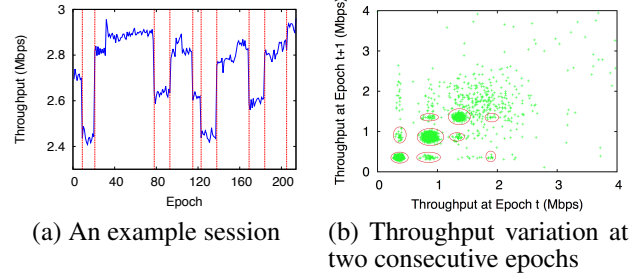 Throughput (Mbps)
3
2.8
2.6
2.4
0 40 80 120 160 200
Epoch
(a) An example session
Throughput at Epoch t+1 (Mbps)
4
3
2
1
0
0 1 2 3 4
Throughput at Epoch t (Mbps)
(b) Throughput variation at
two consecutive epochs